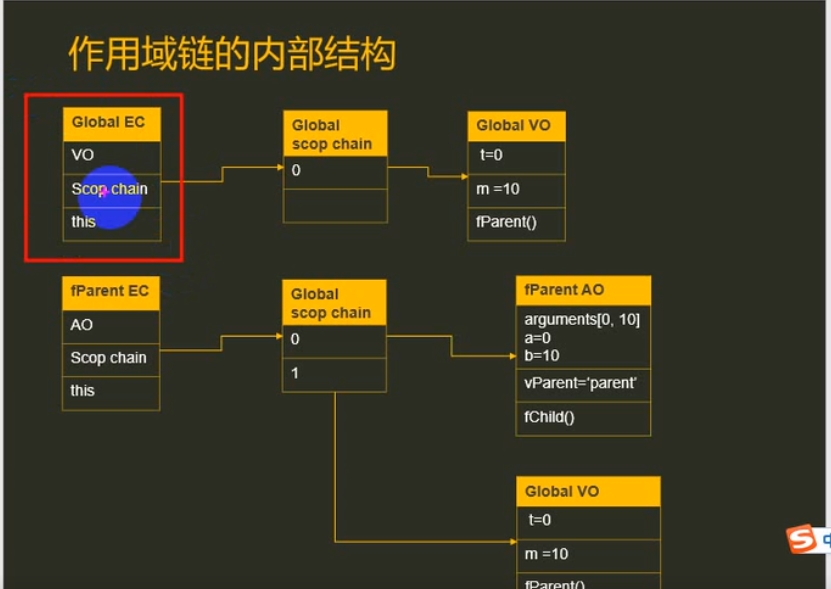 作用域链的内部结构
Global EC
VO
Scop chain
this
Global
scop chain
0
Global VO
t=0
m =10
fParent()
fParent EC
AO
Scop chain
this
Global
scop chain
0
1
fParent AO
arguments[0, 10]
a=0
b=10
vParent='parent'
fChild()
Global VO
t=0
m =10
fParent()
S